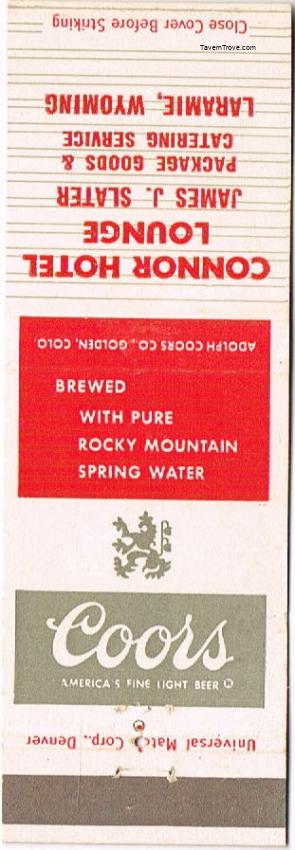 Close Cover Before Striking
TavernTrove.com
CONNOR HOTEL
LOUNGE
JAMES J. SLATER
PACKAGE GOODS &
CATERING SERVICE
LARAMIE, WYOMING
ADOLPH COORS CO., GOLDEN, COLO.
BREWED
WITH PURE
ROCKY MOUNTAIN
SPRING WATER
Coors
AMERICA'S FINE LIGHT BEER ®
Universal Match Corp., Denver